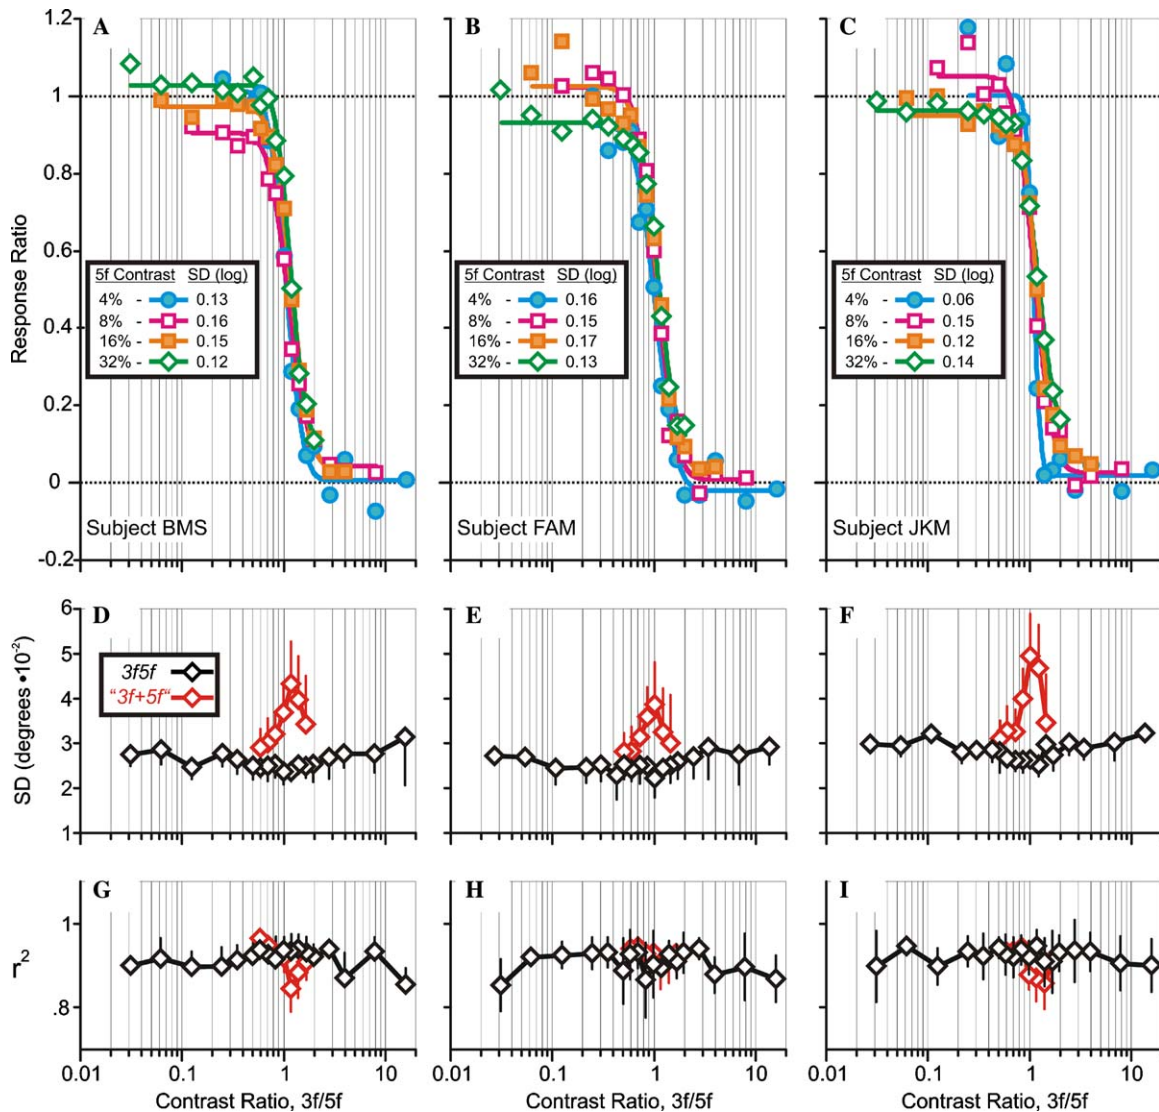 A
B
C
1.2
1
0.8
0.6
0.4
0.2
0
-0.2
Response Ratio
5f Contrast SD (log)
4% - 0.13
8% - 0.16
16% - 0.15
32% - 0.12
5f Contrast SD (log)
4% - 0.16
8% - 0.15
16% - 0.17
32% - 0.13
5f Contrast SD (log)
4% - 0.06
8% - 0.15
16% - 0.12
32% - 0.14
Subject BMS
Subject FAM
Subject JKM
D
E
F
6
5
4
3
2
1
SD (degrees •10-2)
3f5f
"3f+5f"
G
H
I
1
.8
r2
0.01 0.1 1 10
0.01 0.1 1 10
0.01 0.1 1 10
Contrast Ratio, 3f/5f
Contrast Ratio, 3f/5f
Contrast Ratio, 3f/5f